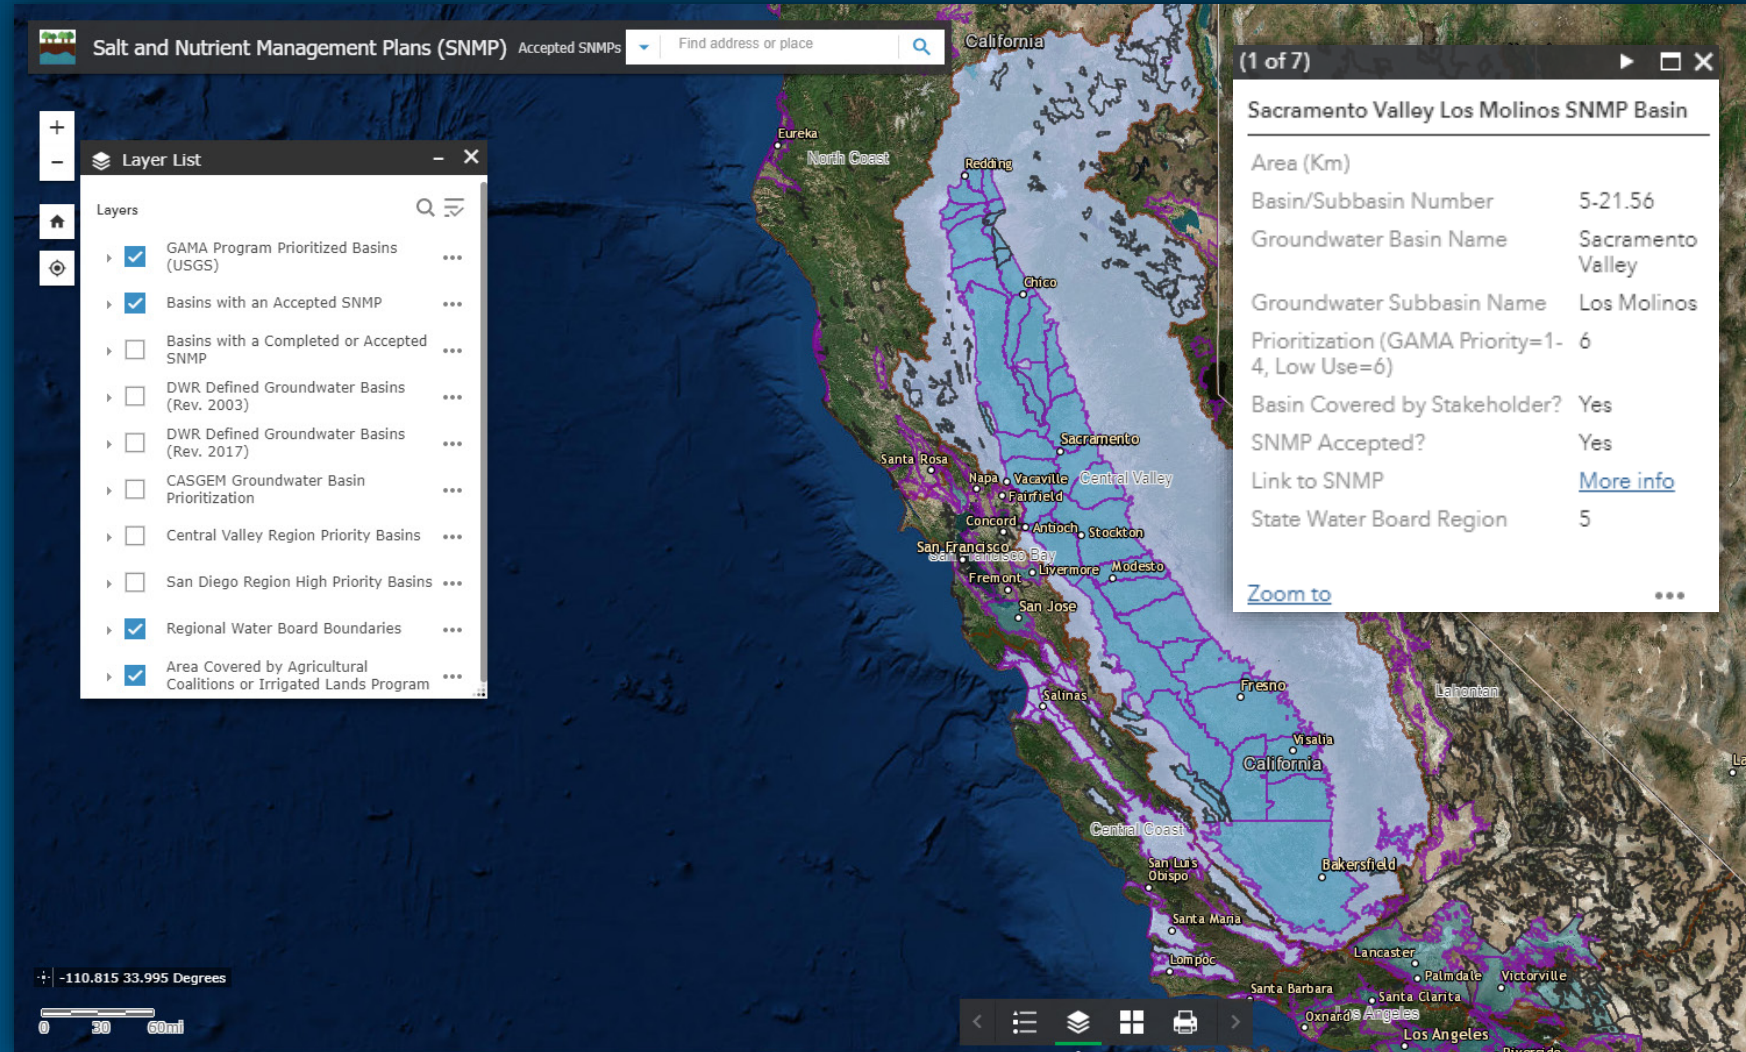 Salt and Nutrient Management Plans (SNMP) Accepted SNMPs
Find address or place
+
−
Layer List
Layers
GAMA Program Prioritized Basins
(USGS)
Basins with an Accepted SNMP
Basins with a Completed or Accepted
SNMP
DWR Defined Groundwater Basins
(Rev. 2003)
DWR Defined Groundwater Basins
(Rev. 2017)
CASGEM Groundwater Basin
Prioritization
Central Valley Region Priority Basins
San Diego Region High Priority Basins
Regional Water Board Boundaries
Area Covered by Agricultural
Coalitions or Irrigated Lands Program
-110.815 33.995 Degrees
0 30 60mi
California
Eureka
North Coast
Redding
Chico
Sacramento
Santa Rosa
Napa
Vacaville
Central Valley
Fairfield
Concord
Antioch
Stockton
San Francisco
San Francisco Bay
Livermore
Modesto
Fremont
San Jose
Salinas
Fresno
Lahontan
Visalia
California
Central Coast
San Luis
Obispo
Bakersfield
Santa Maria
Lompoc
Lancaster
Palmdale
Victorville
Santa Barbara
Santa Clarita
Oxnard
Los Angeles
Los Angeles
Riverside
(1 of 7)
Sacramento Valley Los Molinos SNMP Basin
Area (Km)
Basin/Subbasin Number 5-21.56
Groundwater Basin Name Sacramento
Valley
Groundwater Subbasin Name Los Molinos
Prioritization (GAMA Priority=1- 6
4, Low Use=6)
Basin Covered by Stakeholder? Yes
SNMP Accepted? Yes
Link to SNMP More info
State Water Board Region 5
Zoom to